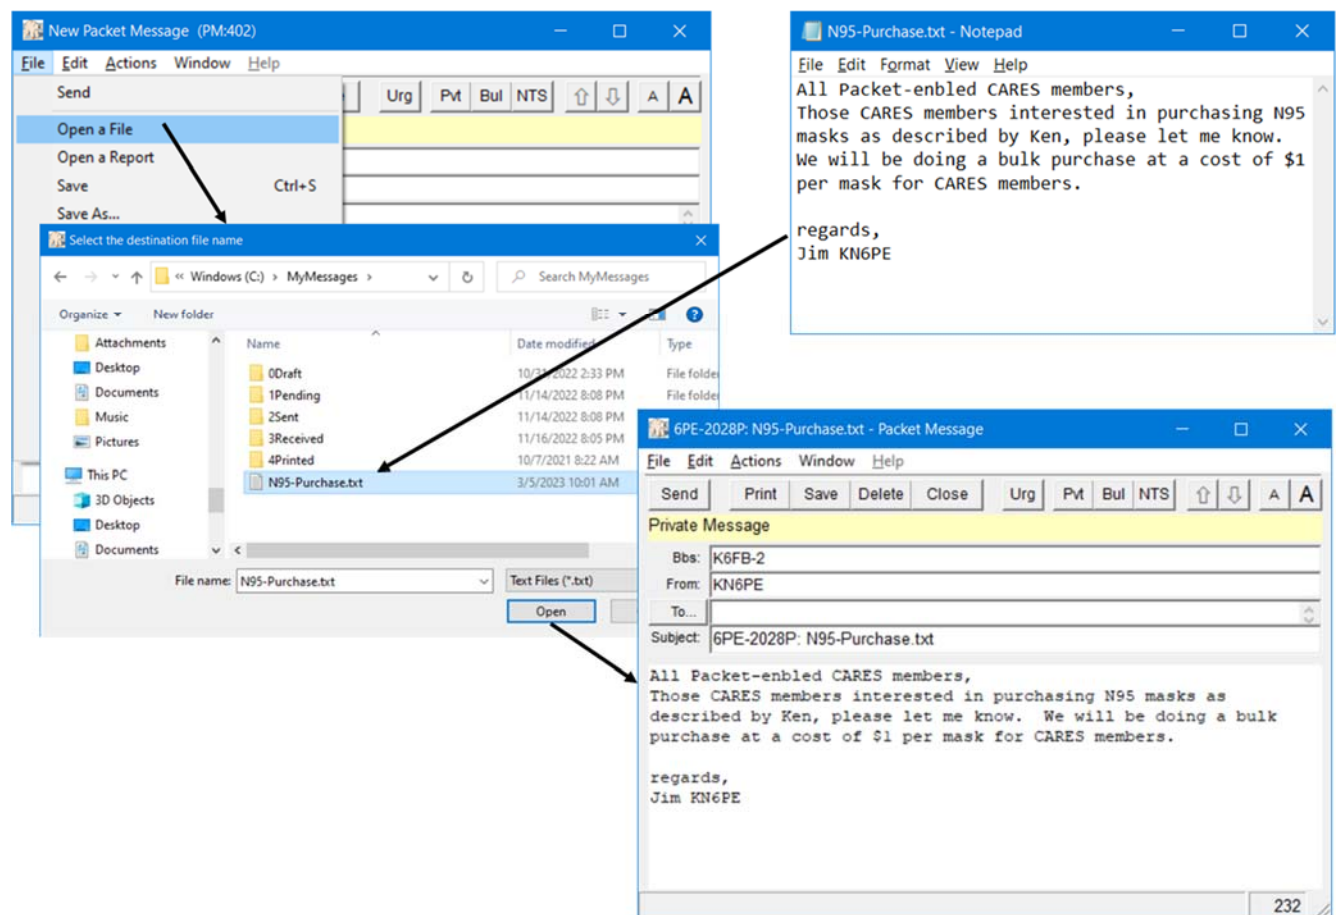 New Packet Message (PM:402)
File Edit Actions Window Help
Send
Urg Pvt Bul NTS A A
Open a File
Open a Report
Save Ctrl+S
Save As...
Select the destination file name
« Windows (C:) › MyMessages ›
Search MyMessages
Organize
New folder
?
Attachments
Desktop
Documents
Music
Pictures
This PC
3D Objects
Desktop
Documents
Name Date modified Type
0Draft 10/31/2022 2:33 PM File folder
1Pending 11/14/2022 8:08 PM File folder
2Sent 11/14/2022 8:08 PM
3Received 11/16/2022 8:05 PM
4Printed 10/7/2021 8:22 AM
N95-Purchase.txt 3/5/2023 10:01 AM
File name: N95-Purchase.txt Text Files (*.txt)
Open
N95-Purchase.txt - Notepad
File Edit Format View Help
All Packet-enbled CARES members,
Those CARES members interested in purchasing N95
masks as described by Ken, please let me know.
We will be doing a bulk purchase at a cost of $1
per mask for CARES members.
regards,
Jim KN6PE
6PE-2028P: N95-Purchase.txt - Packet Message
File Edit Actions Window Help
Send Print Save Delete Close Urg Pvt Bul NTS A A
Private Message
Bbs: K6FB-2
From: KN6PE
To...
Subject: 6PE-2028P: N95-Purchase.txt
All Packet-enbled CARES members,
Those CARES members interested in purchasing N95 masks as
described by Ken, please let me know.  We will be doing a bulk
purchase at a cost of $1 per mask for CARES members.
regards,
Jim KN6PE
232